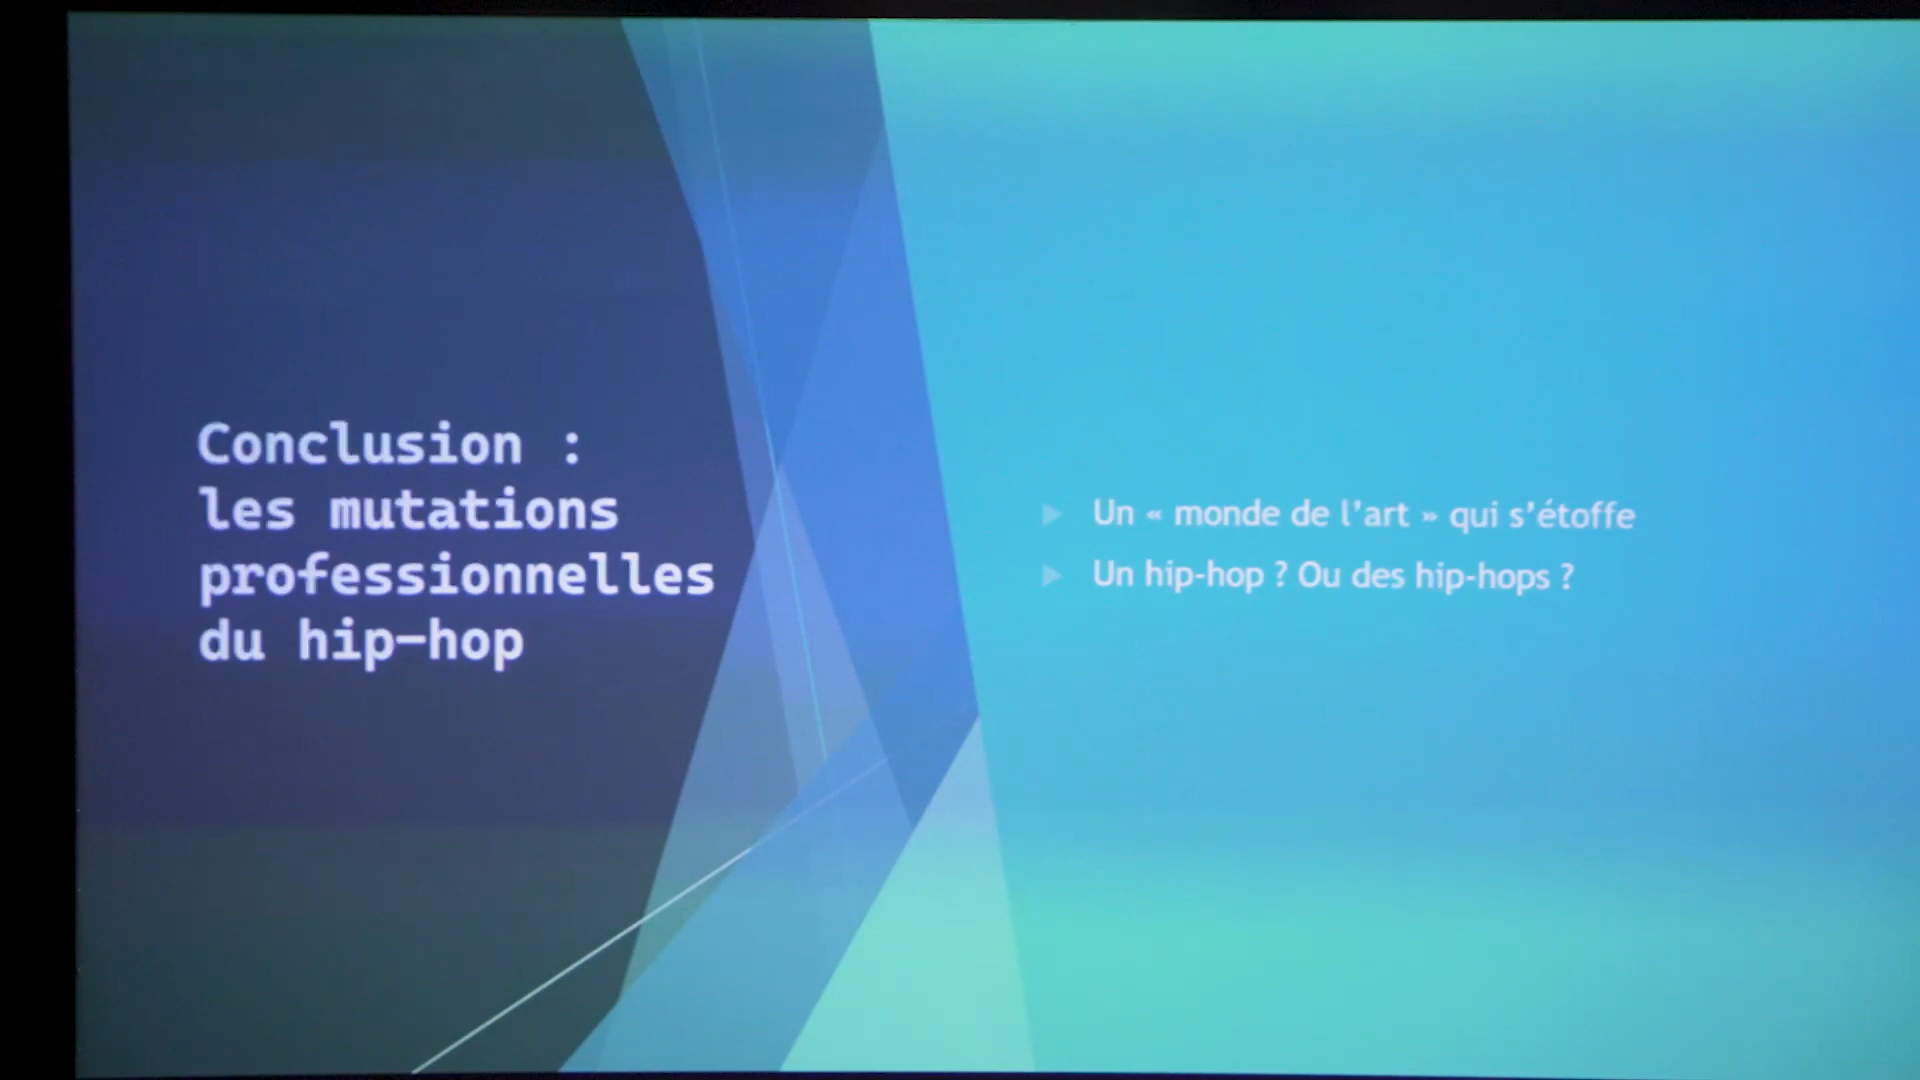 Conclusion :
les mutations
professionnelles
du hip-hop
Un « monde de l’art » qui s’étoffe
Un hip-hop ? Ou des hip-hops ?